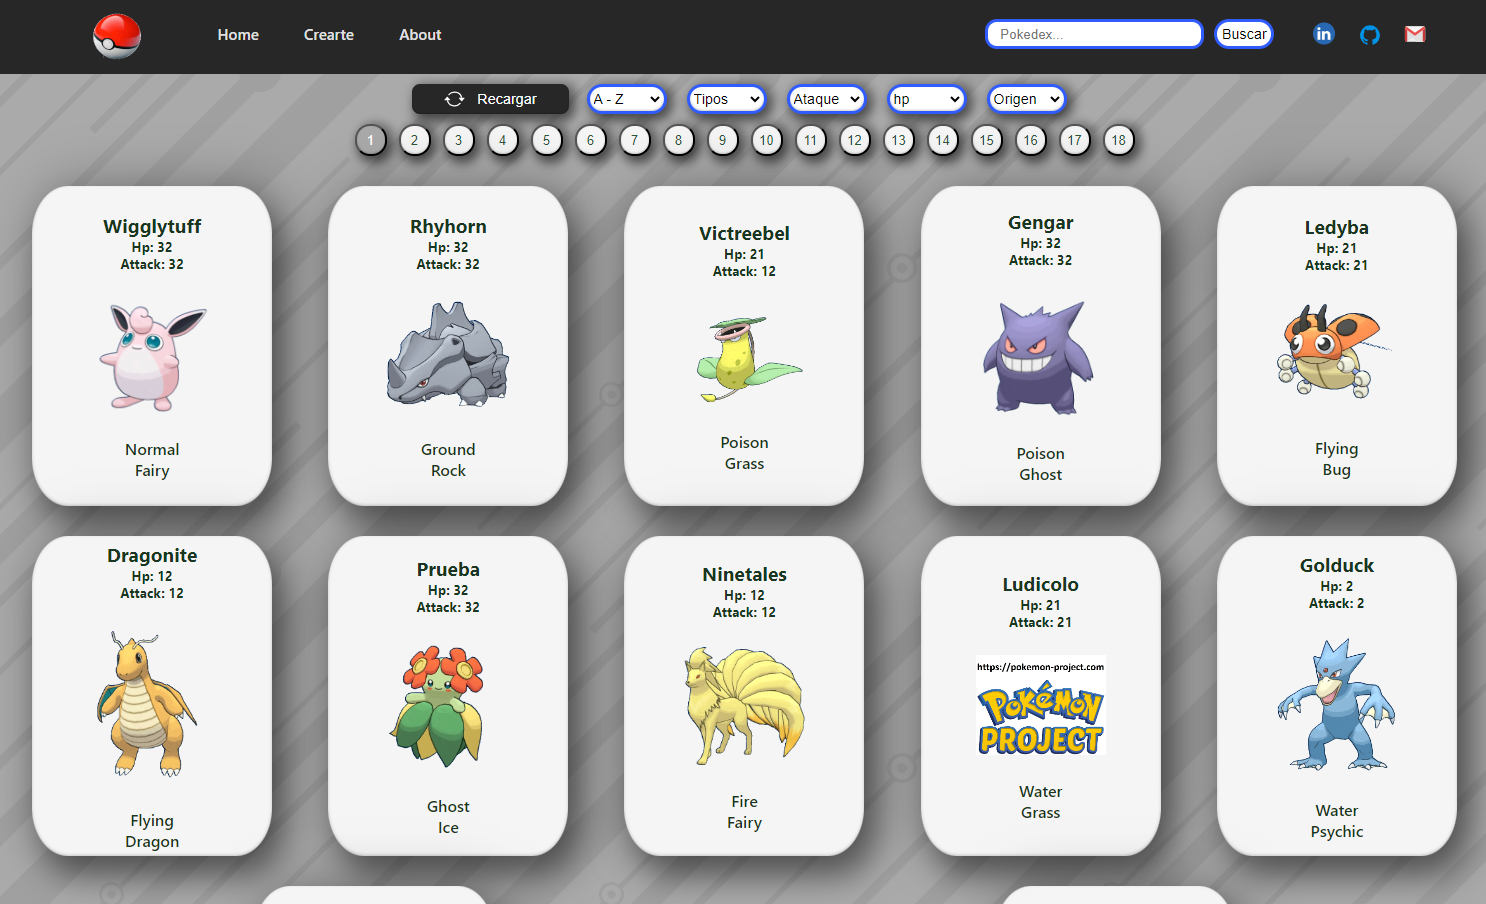 Home Crearte About Pokedex... Buscar
Recargar A - Z Tipos Ataque hp Origen
1 2 3 4 5 6 7 8 9 10 11 12 13 14 15 16 17 18
Wigglytuff
Hp: 32
Attack: 32
Normal
Fairy
Rhyhorn
Hp: 32
Attack: 32
Ground
Rock
Victreebel
Hp: 21
Attack: 12
Poison
Grass
Gengar
Hp: 32
Attack: 32
Poison
Ghost
Ledyba
Hp: 21
Attack: 21
Flying
Bug
Dragonite
Hp: 12
Attack: 12
Flying
Dragon
Prueba
Hp: 32
Attack: 32
Ghost
Ice
Ninetales
Hp: 12
Attack: 12
Fire
Fairy
Ludicolo
Hp: 21
Attack: 21
https://pokemon-project.com
POKéMON
PROJECT
Water
Grass
Golduck
Hp: 2
Attack: 2
Water
Psychic